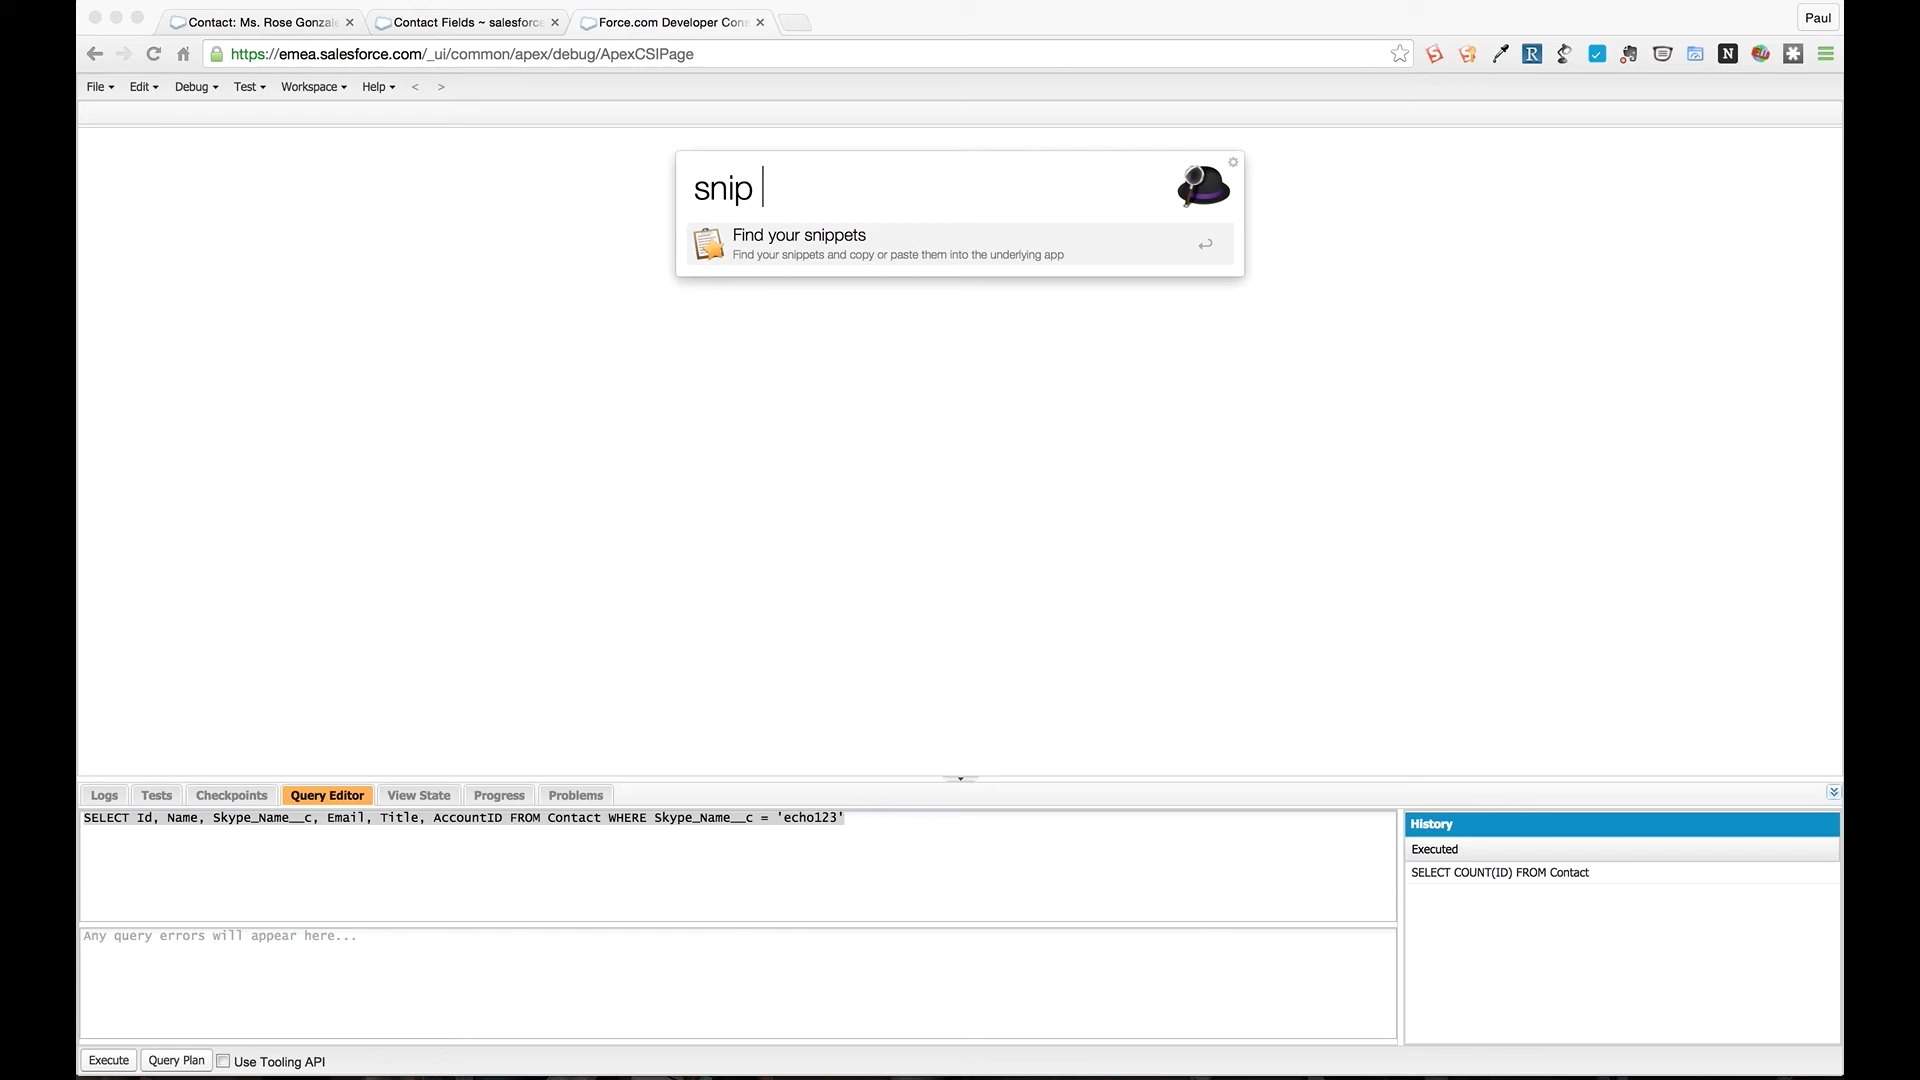 Contact: Ms. Rose Gonzale
Contact Fields ~ salesforce
Force.com Developer Cons
Paul
https://emea.salesforce.com/_ui/common/apex/debug/ApexCSIPage
R
N
File
Edit
Debug
Test
Workspace
Help
<
>
snip
Find your snippets
Find your snippets and copy or paste them into the underlying app
Logs
Tests
Checkpoints
Query Editor
View State
Progress
Problems
SELECT Id, Name, Skype_Name__c, Email, Title, AccountID FROM Contact WHERE Skype_Name__c = 'echo123'
History
Executed
SELECT COUNT(ID) FROM Contact
Any query errors will appear here...
Execute
Query Plan
Use Tooling API